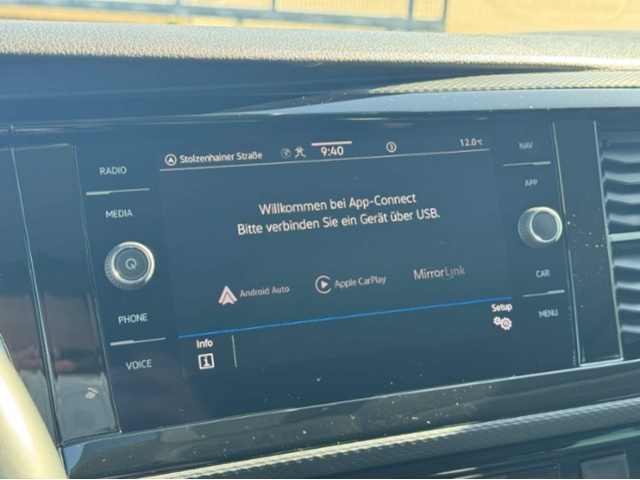 RADIO
MEDIA
PHONE
VOICE
Stolzenhainer Straße
9:40
12.0°C
Willkommen bei App-Connect
Bitte verbinden Sie ein Gerät über USB.
Android Auto
Apple CarPlay
MirrorLink
Info
Setup
NAV
APP
CAR
MENU